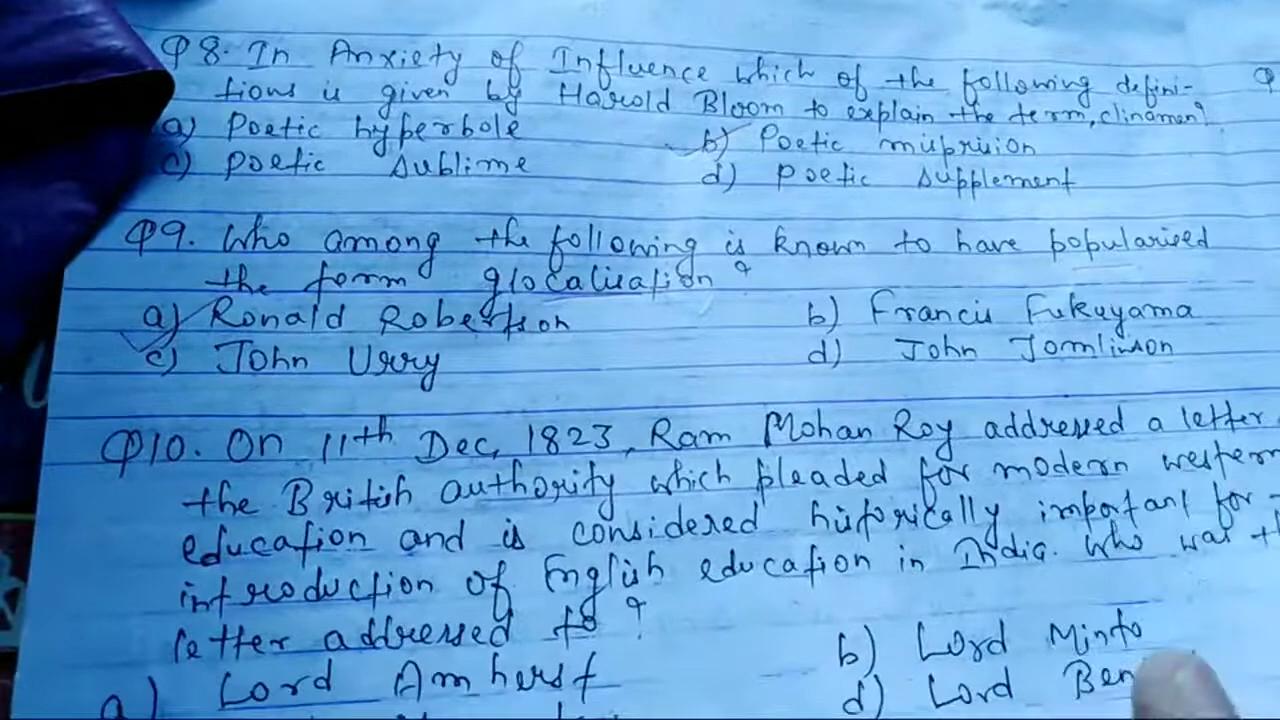 Q8. In Anxiety of Influence which of the following defini-
tions is given by Harold Bloom to explain the term, clinamen?
a) Poetic hyperbole b) Poetic misprision
c) Poetic Sublime d) Poetic Supplement
Q9. Who among the following is known to have popularised
the form glocalisation?
a) Ronald Robertson b) Francis Fukuyama
c) John Urry d) John Tomlinson
Q10. On 11th Dec, 1823, Ram Mohan Roy addressed a letter
the British authority which pleaded for modern western
education and is considered historically important for
introduction of English education in India. Who was
letter addressed to?
a) Lord Amherst b) Lord Minto
d) Lord Ben